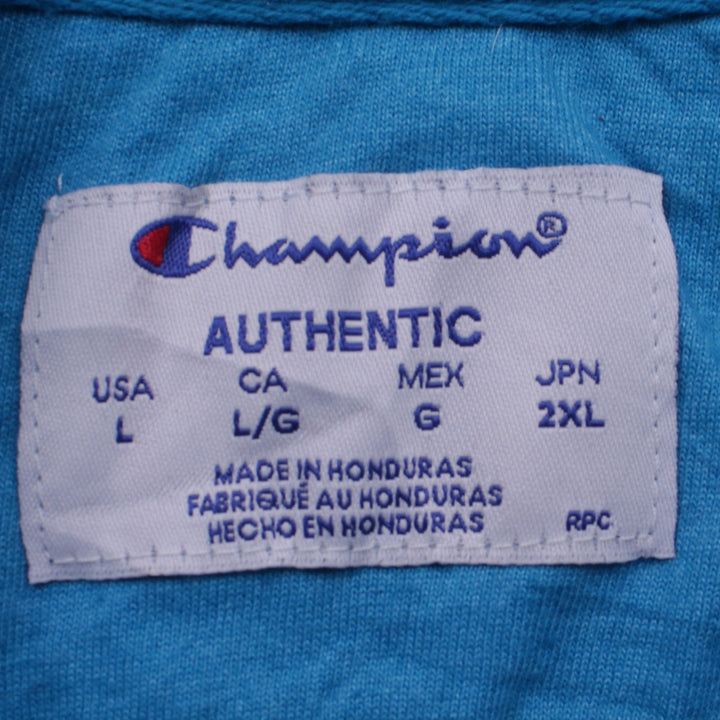 Champion®
AUTHENTIC
USA CA MEX JPN
L L/G G 2XL
MADE IN HONDURAS
FABRIQUÉ AU HONDURAS
HECHO EN HONDURAS RPC